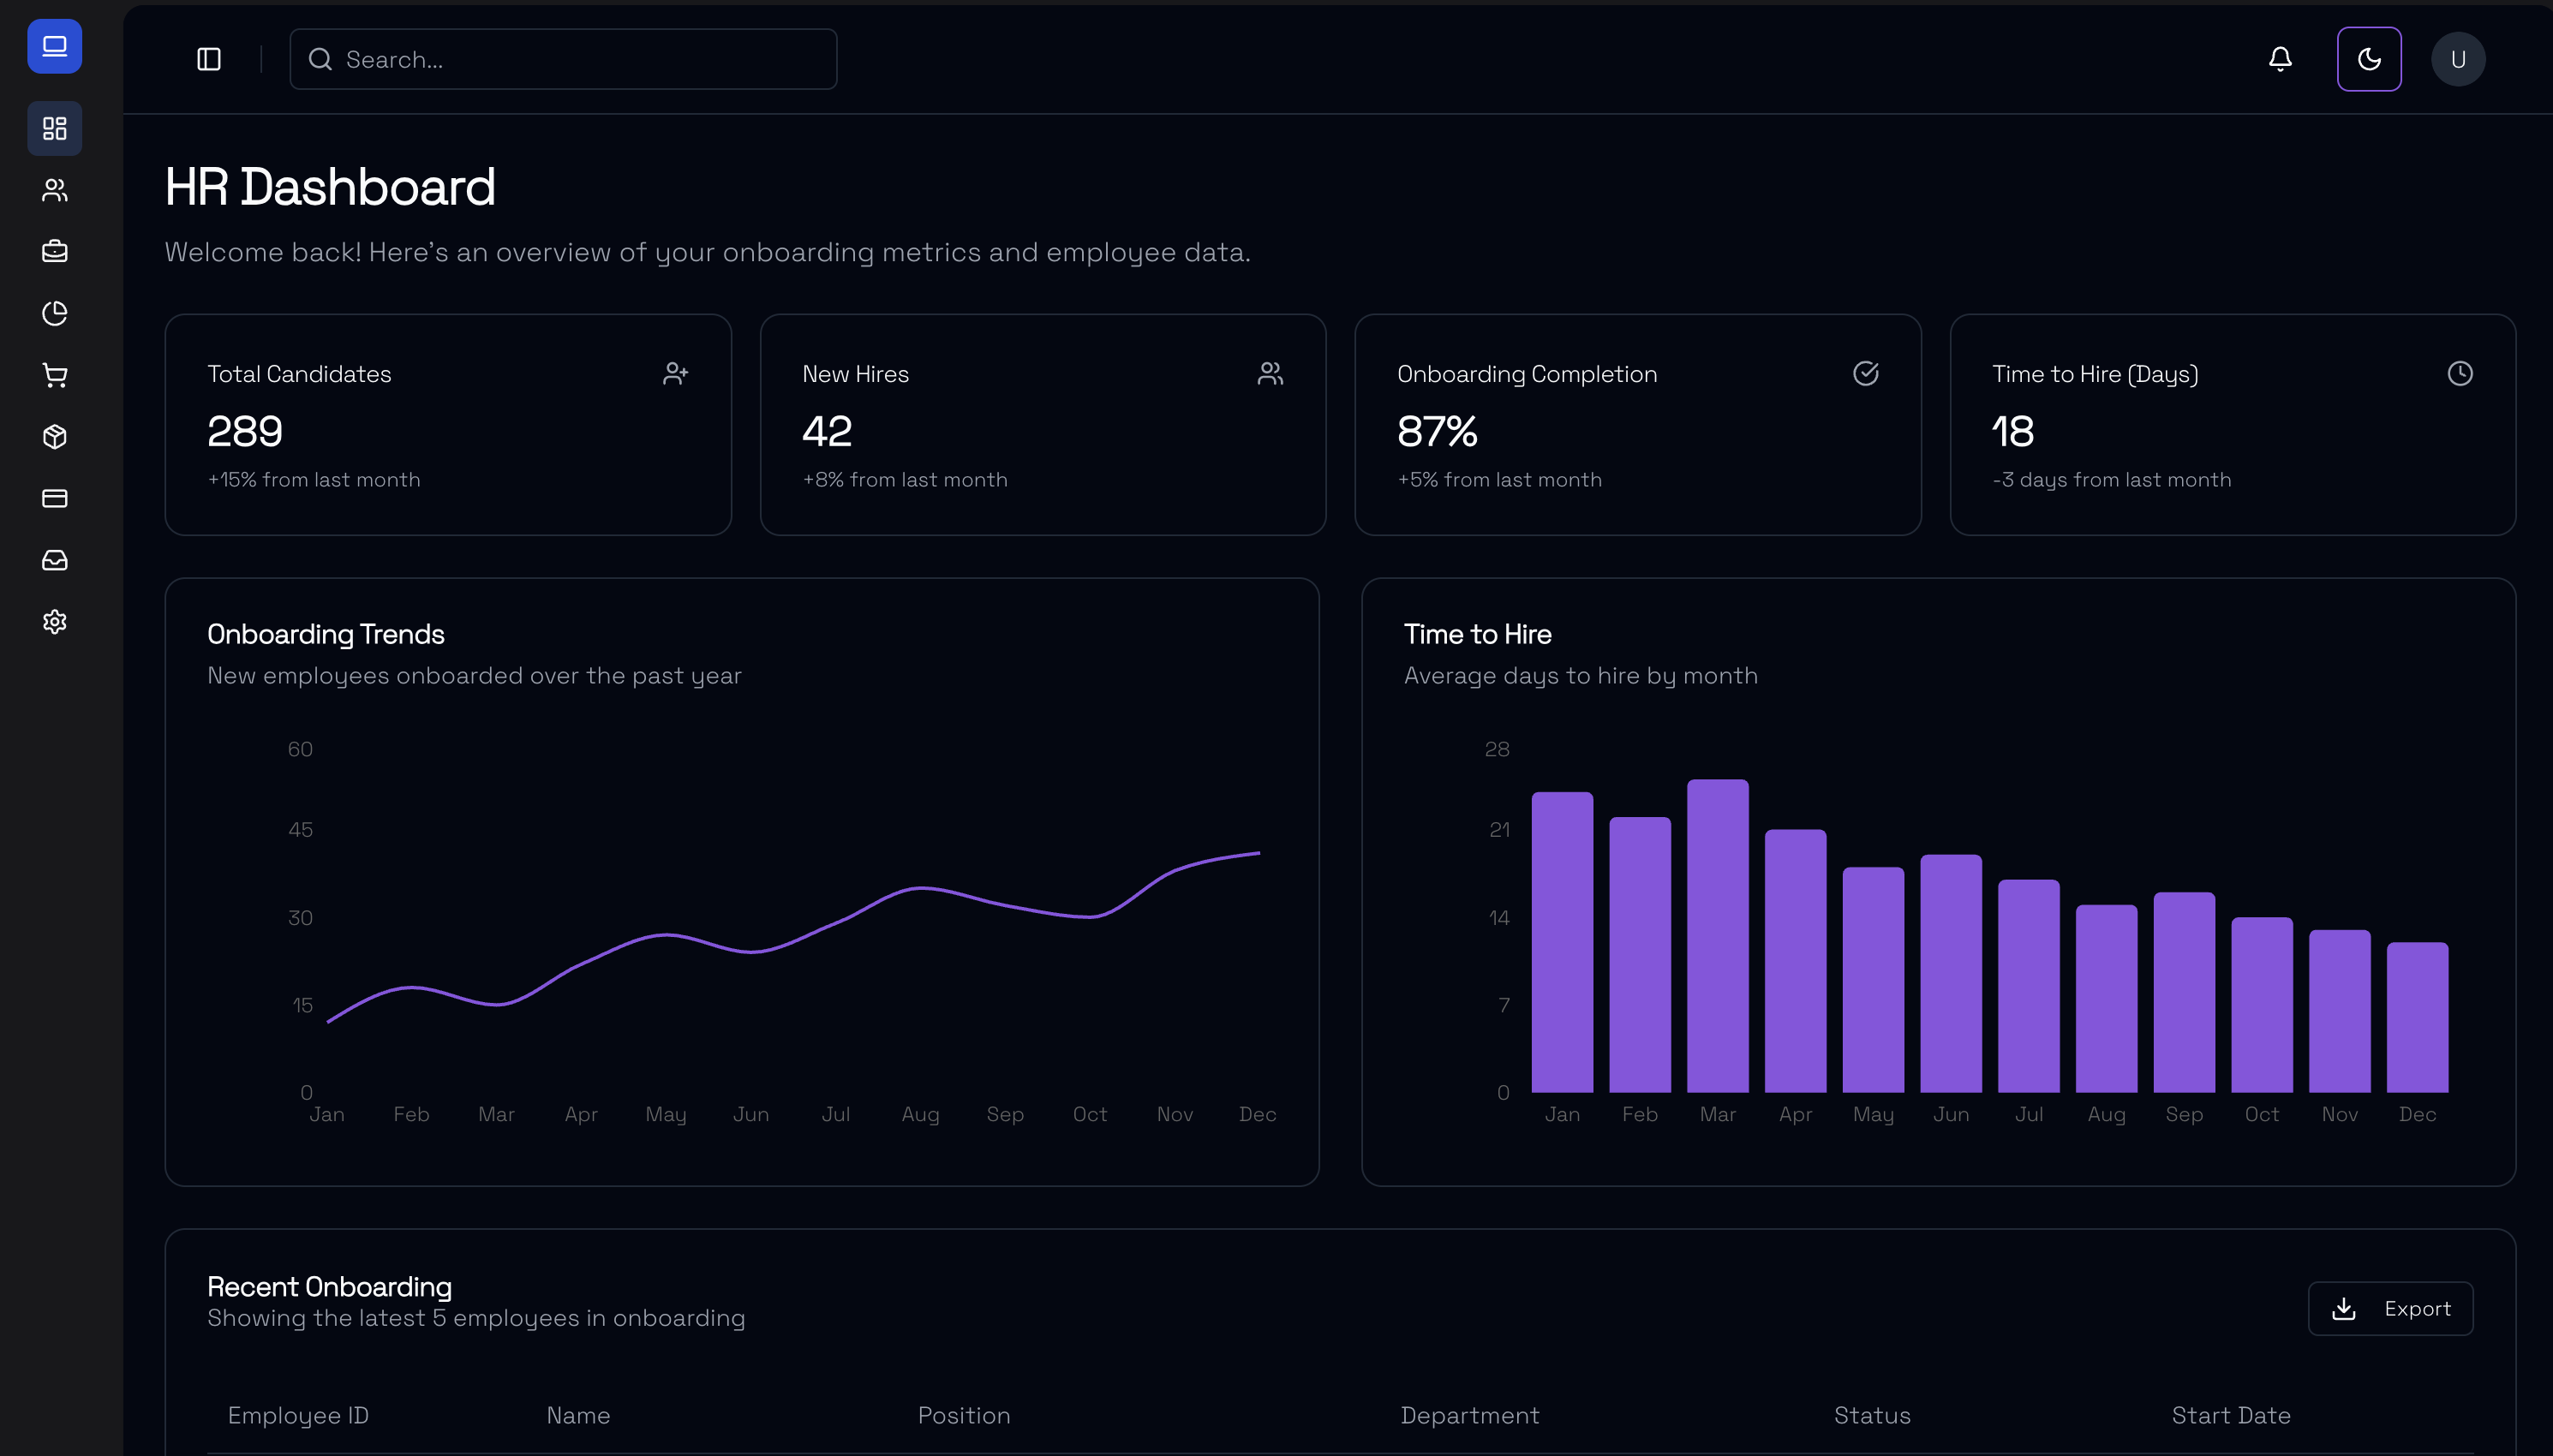 Search...
U
HR Dashboard
Welcome back! Here's an overview of your onboarding metrics and employee data.
Total Candidates
289
+15% from last month
New Hires
42
+8% from last month
Onboarding Completion
87%
+5% from last month
Time to Hire (Days)
18
-3 days from last month
Onboarding Trends
New employees onboarded over the past year
60
45
30
15
0
Jan Feb Mar Apr May Jun Jul Aug Sep Oct Nov Dec
Time to Hire
Average days to hire by month
28
21
14
7
0
Jan Feb Mar Apr May Jun Jul Aug Sep Oct Nov Dec
Recent Onboarding
Showing the latest 5 employees in onboarding
Export
Employee ID Name Position Department Status Start Date